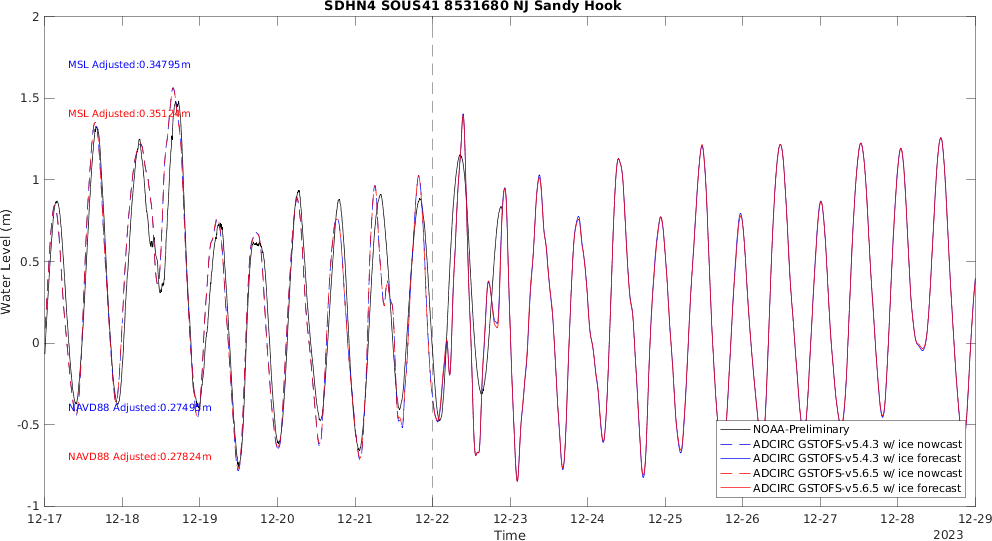 SDHN4 SOUS41 8531680 NJ Sandy Hook
2
1.5
1
0.5
0
-0.5
-1
Water Level (m)
MSL Adjusted:0.34795m
MSL Adjusted:0.35124m
NAVD88 Adjusted:0.27495m
NAVD88 Adjusted:0.27824m
NOAA-Preliminary
ADCIRC GSTOFS-v5.4.3 w/ ice nowcast
ADCIRC GSTOFS-v5.4.3 w/ ice forecast
ADCIRC GSTOFS-v5.6.5 w/ ice nowcast
ADCIRC GSTOFS-v5.6.5 w/ ice forecast
12-17 12-18 12-19 12-20 12-21 12-22 12-23 12-24 12-25 12-26 12-27 12-28 12-29
Time
2023